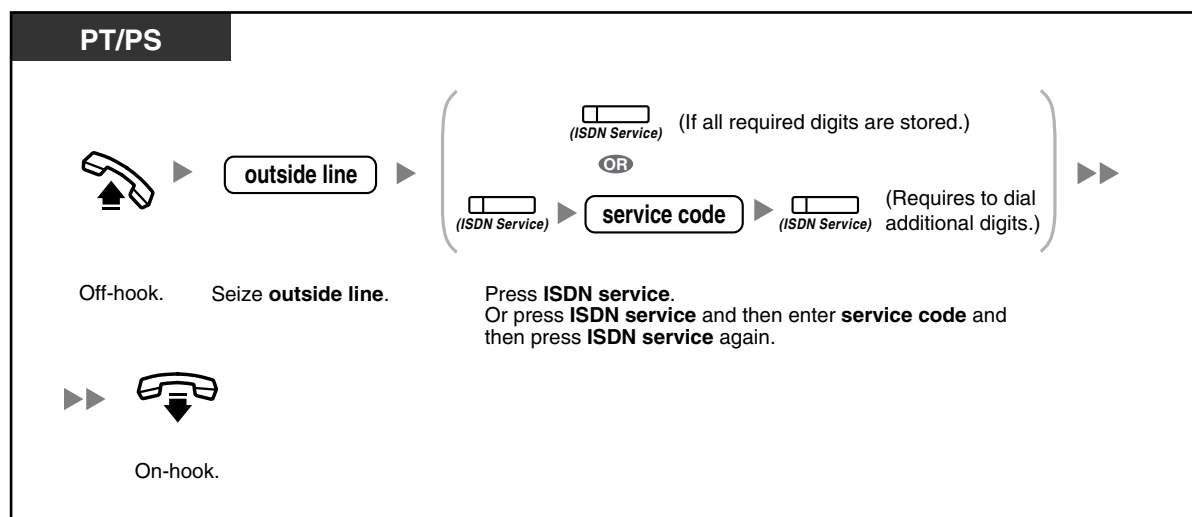 PT/PS
(ISDN Service) (If all required digits are stored.)
OR
outside line
(ISDN Service) service code (ISDN Service) (Requires to dial
additional digits.)
Off-hook. Seize outside line. Press ISDN service.
Or press ISDN service and then enter service code and
then press ISDN service again.
On-hook.